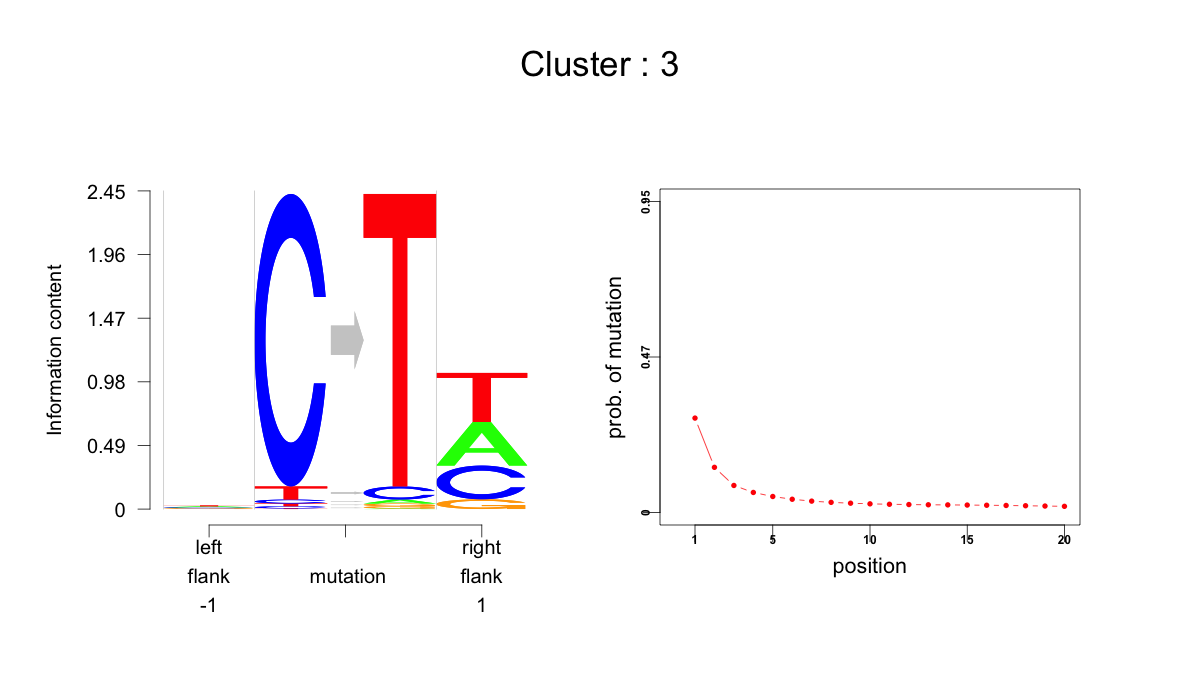 Cluster : 3
Information content
2.45
1.96
1.47
0.98
0.49
0
C
T
T
A
C
G
T
C
C
left
flank
-1
mutation
right
flank
1
prob. of mutation
0.95
0.47
0
1
5
10
15
20
position